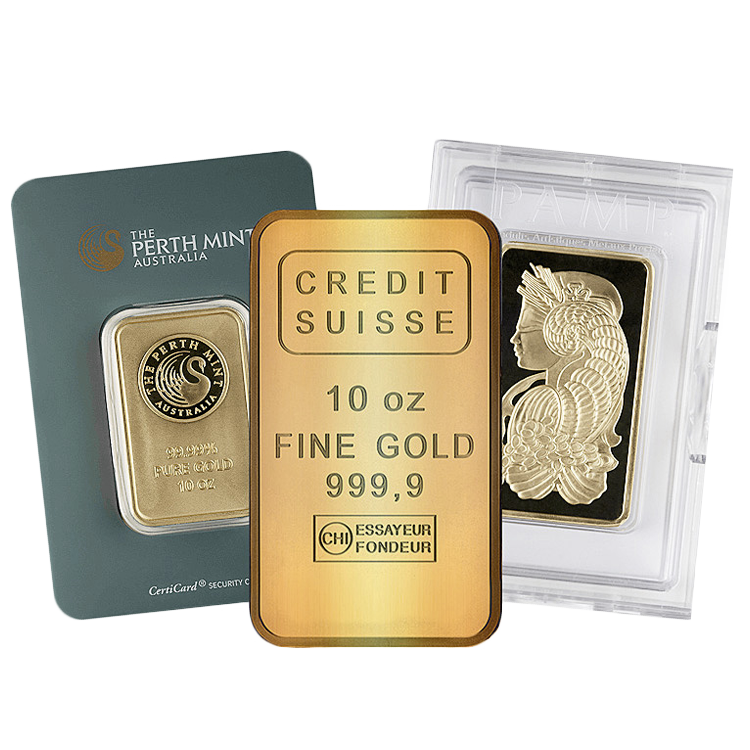 THE
PERTH MINT
AUSTRALIA
THE PERTH MINT
AUSTRALIA
99.99%
PURE GOLD
10 OZ
CertiCard® SECURITY
CREDIT
SUISSE
10 oz
FINE GOLD
999,9
CHI ESSAYEUR
FONDEUR
PAMP